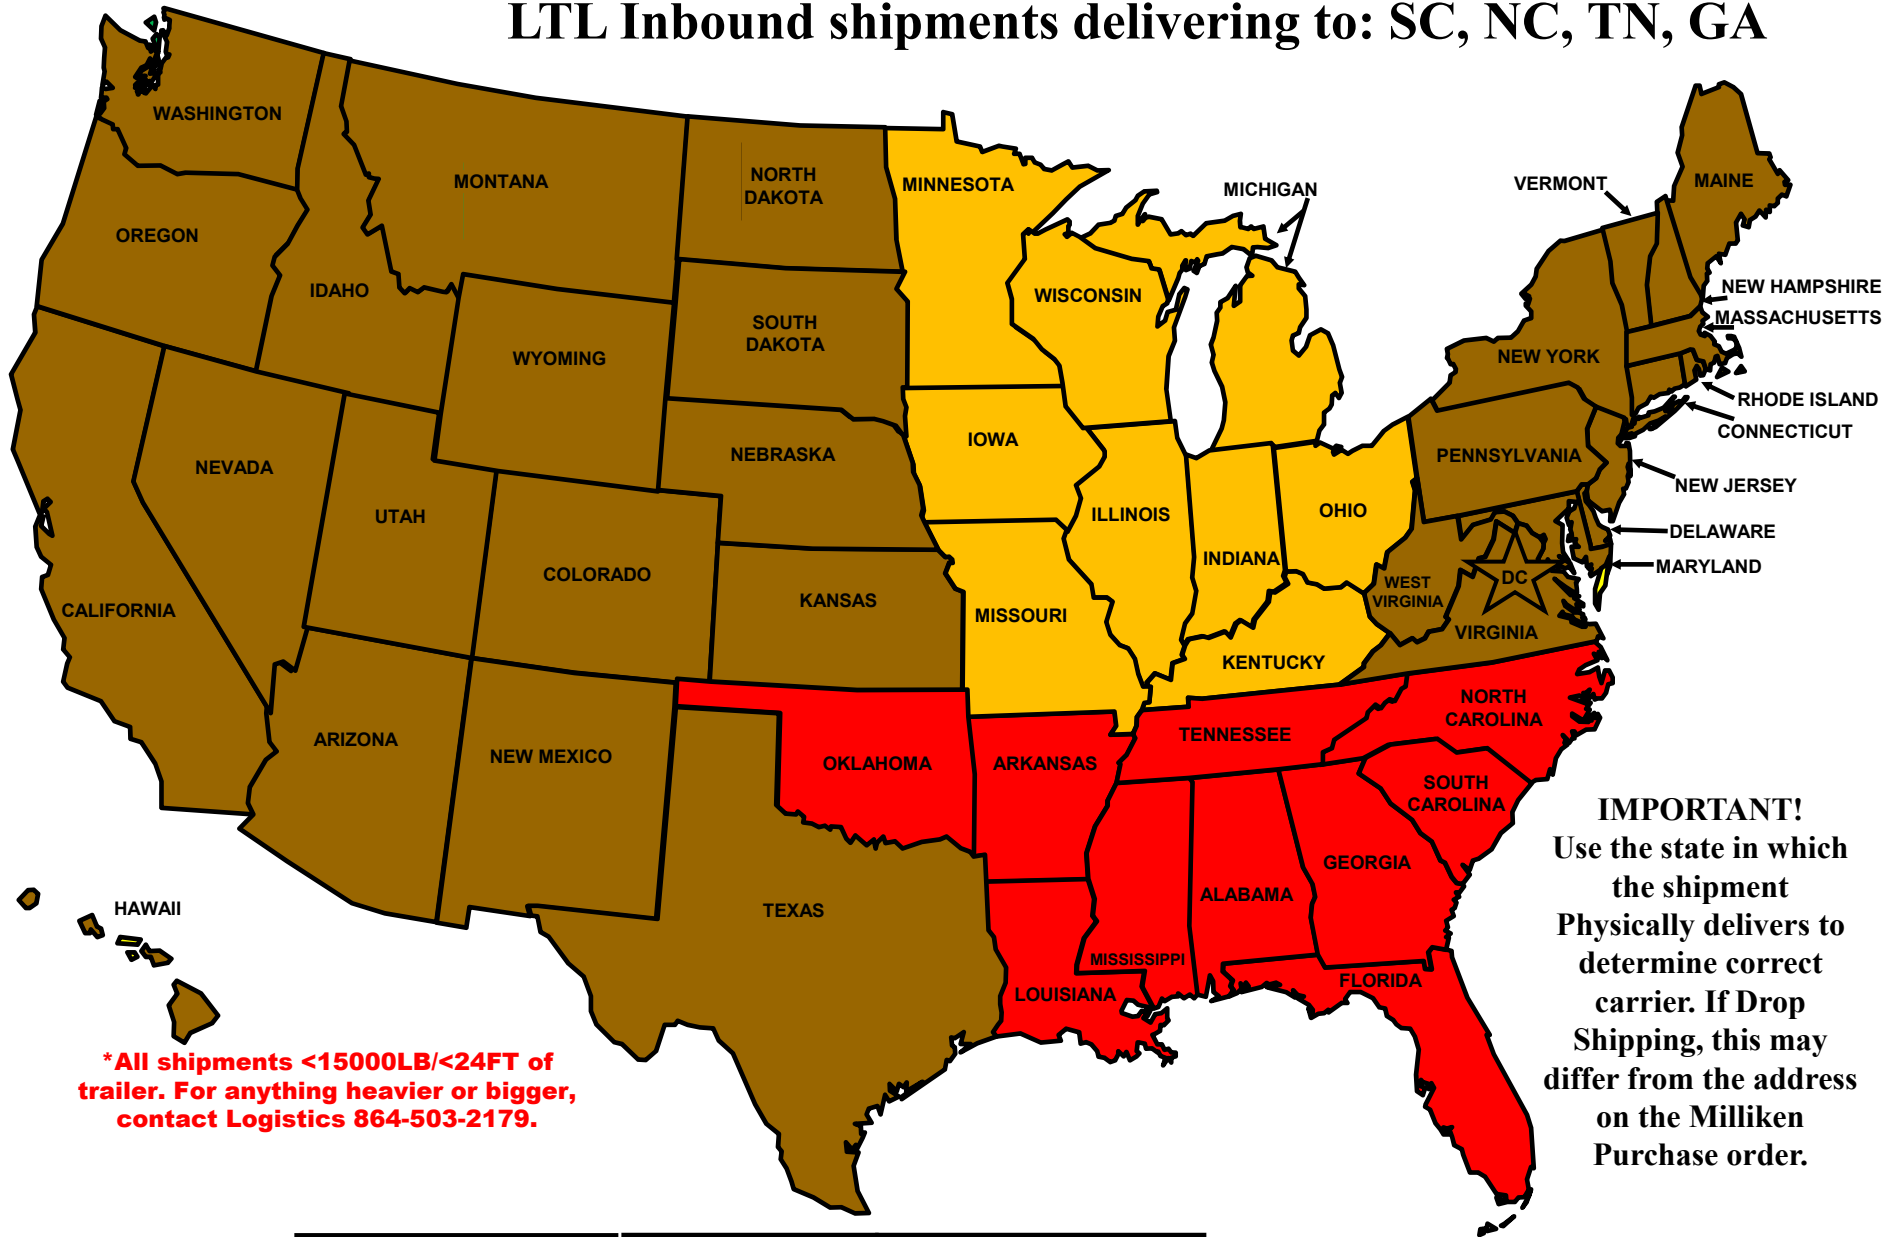 LTL Inbound shipments delivering to: SC, NC, TN, GA
WASHINGTON
MONTANA
NORTH
DAKOTA
MINNESOTA
MICHIGAN
VERMONT
MAINE
OREGON
IDAHO
WISCONSIN
NEW HAMPSHIRE
MASSACHUSETTS
SOUTH
DAKOTA
WYOMING
NEW YORK
RHODE ISLAND
CONNECTICUT
IOWA
NEBRASKA
PENNSYLVANIA
NEVADA
NEW JERSEY
UTAH
ILLINOIS
OHIO
DELAWARE
INDIANA
MARYLAND
COLORADO
DC
WEST
VIRGINIA
KANSAS
CALIFORNIA
MISSOURI
VIRGINIA
KENTUCKY
NORTH
CAROLINA
ARIZONA
NEW MEXICO
TENNESSEE
OKLAHOMA
ARKANSAS
SOUTH
CAROLINA
GEORGIA
ALABAMA
TEXAS
HAWAII
MISSISSIPPI
FLORIDA
LOUISIANA
IMPORTANT!
Use the state in which
the shipment
Physically delivers to
determine correct
carrier. If Drop
Shipping, this may
differ from the address
on the Milliken
Purchase order.
*All shipments <15000LB/<24FT of
trailer. For anything heavier or bigger,
contact Logistics 864-503-2179.